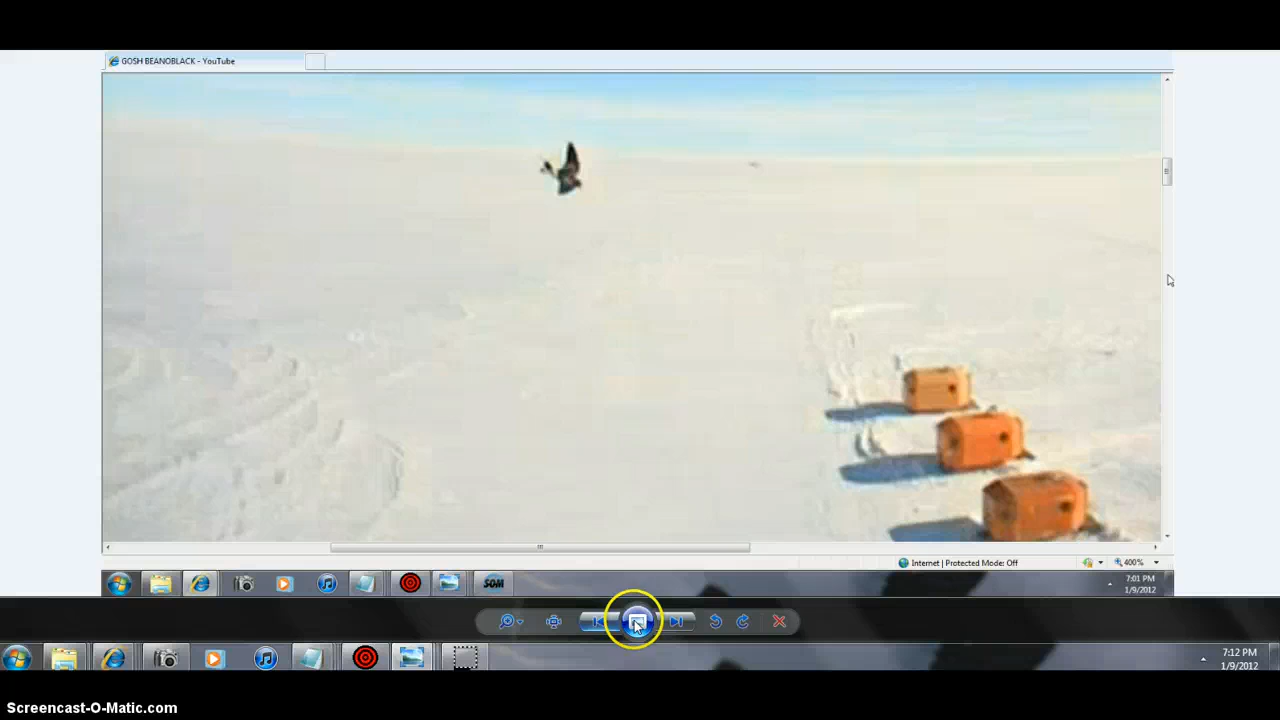 GOSH BEANOBLACK - YouTube
Internet | Protected Mode: Off
400%
SOM
7:01 PM
1/9/2012
7:12 PM
1/9/2012
Screencast-O-Matic.com